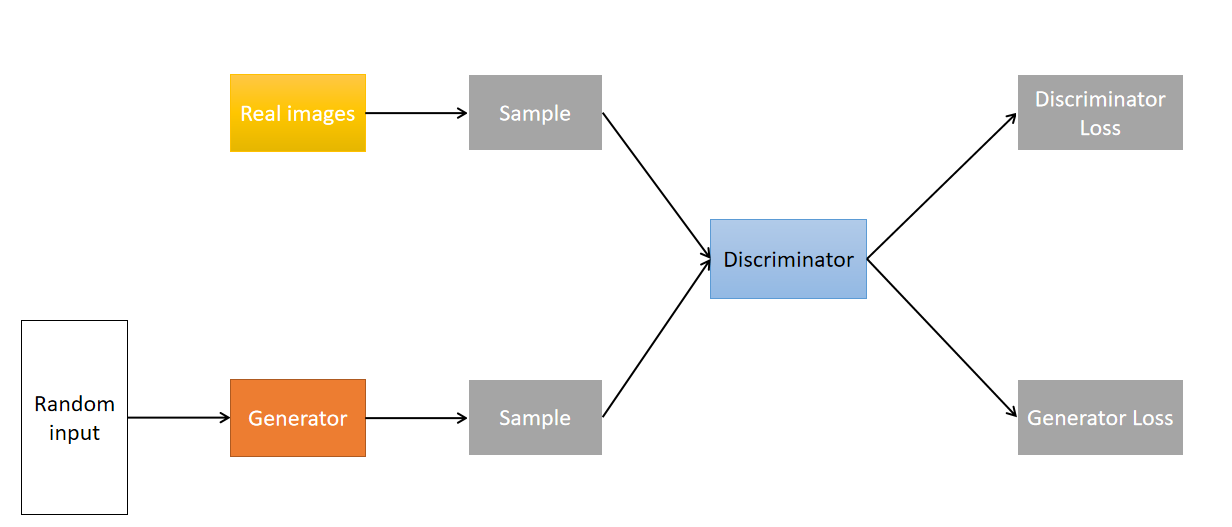 Real images
Sample
Discriminator
Loss
Discriminator
Random
input
Generator
Sample
Generator Loss